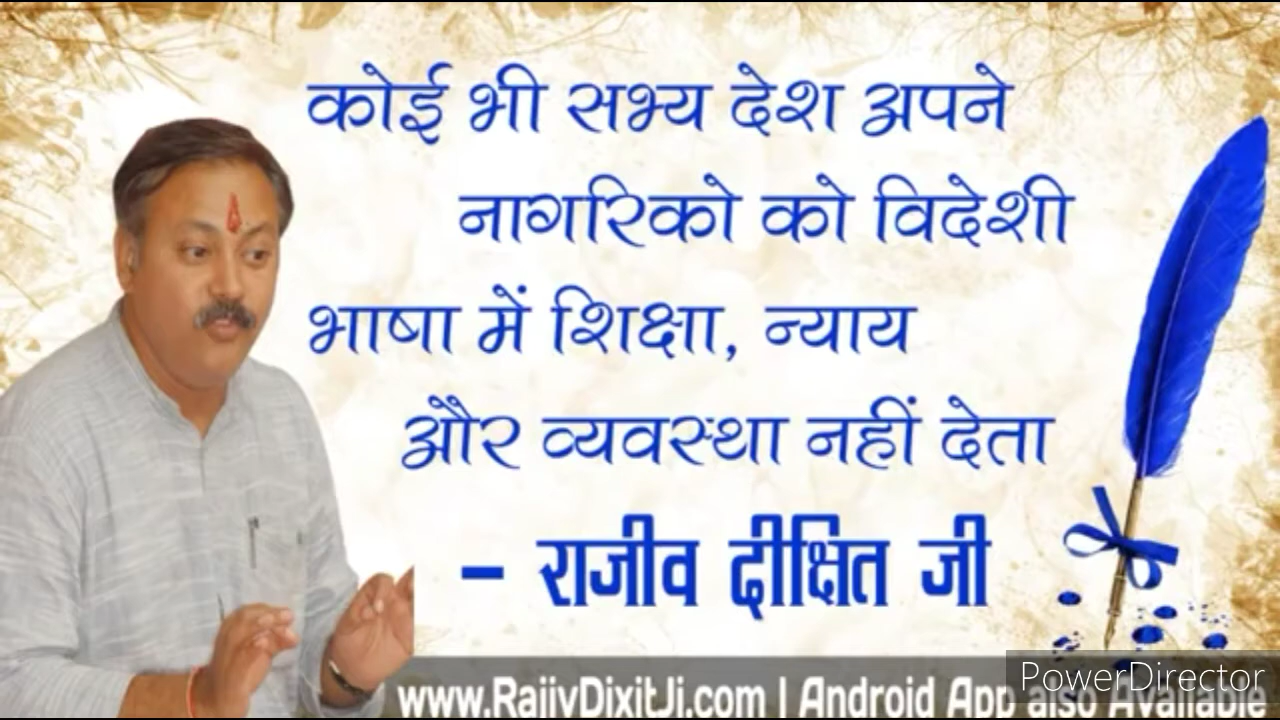 कोई भी सभ्य देश अपने
नागरिको को विदेशी
भाषा में शिक्षा, न्याय
और व्यवस्था नहीं देता
– राजीव दीक्षित जी
www.RajivDixitJi.com | Android App also Available
PowerDirector